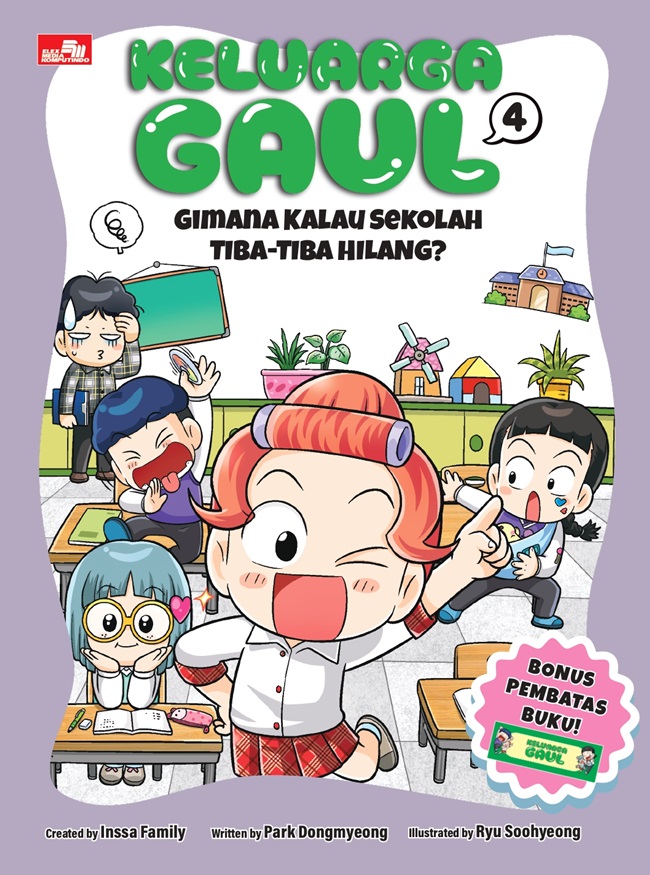 ELEX
MEDIA
KOMPUTINDO
KELUARGA
GAUL
4
GIMANA KALAU SEKOLAH
TIBA-TIBA HILANG?
BONUS
PEMBATAS
BUKU!
KELUARGA
GAUL
Created by Inssa Family Written by Park Dongmyeong Illustrated by Ryu Soohyeong